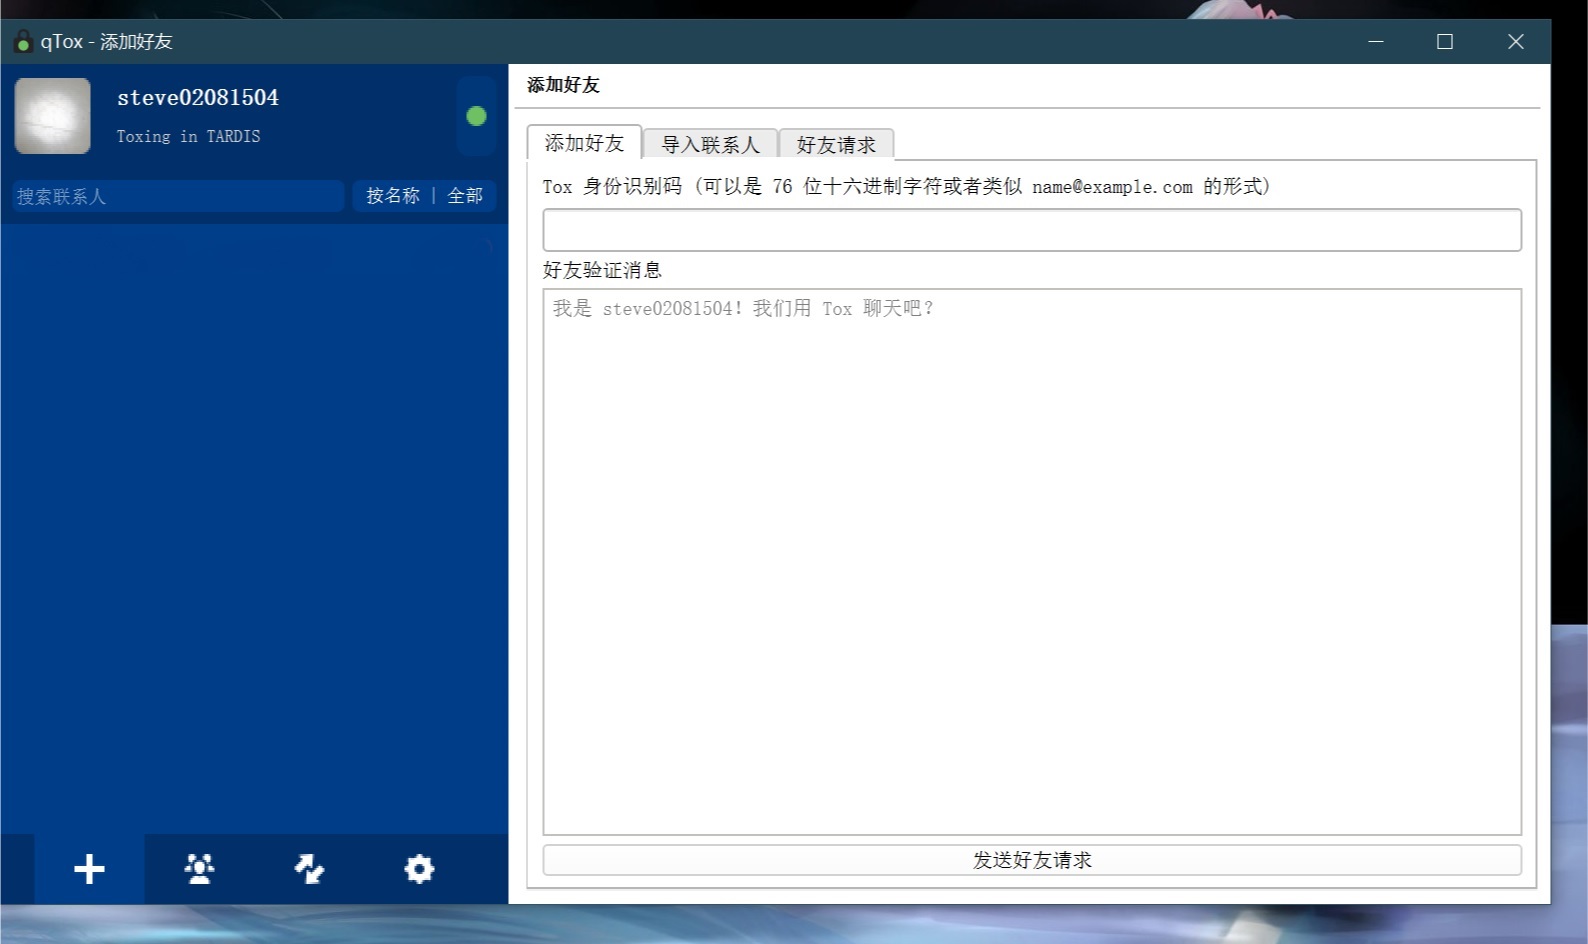 qTox - 添加好友
steve02081504
Toxing in TARDIS
搜索联系人
按名称 | 全部
添加好友
添加好友 导入联系人 好友请求
Tox 身份识别码 (可以是 76 位十六进制字符或者类似 name@example.com 的形式)
好友验证消息
我是 steve02081504! 我们用 Tox 聊天吧?
发送好友请求